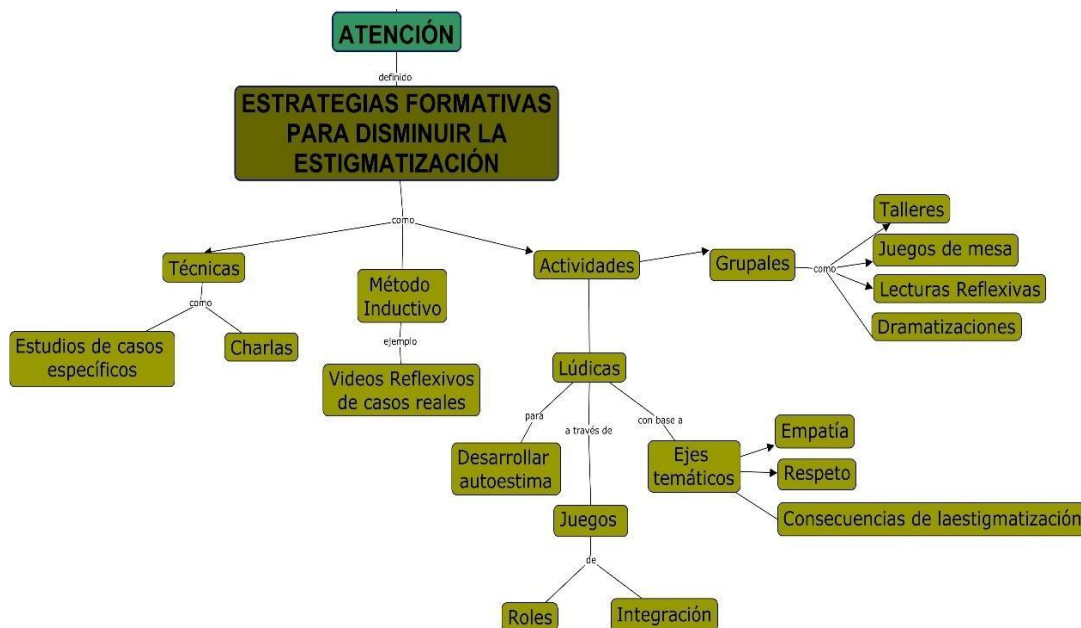 ATENCIÓN
definido
ESTRATEGIAS FORMATIVAS
PARA DISMINUIR LA
ESTIGMATIZACIÓN
como
Técnicas
como
Estudios de casos
específicos
Charlas
Método
Inductivo
ejemplo
Videos Reflexivos
de casos reales
Actividades
Grupales
como
Talleres
Juegos de mesa
Lecturas Reflexivas
Dramatizaciones
Lúdicas
para
Desarrollar
autoestima
a través de
Juegos
de
Roles
Integración
con base a
Ejes
temáticos
Empatía
Respeto
Consecuencias de laestigmatización